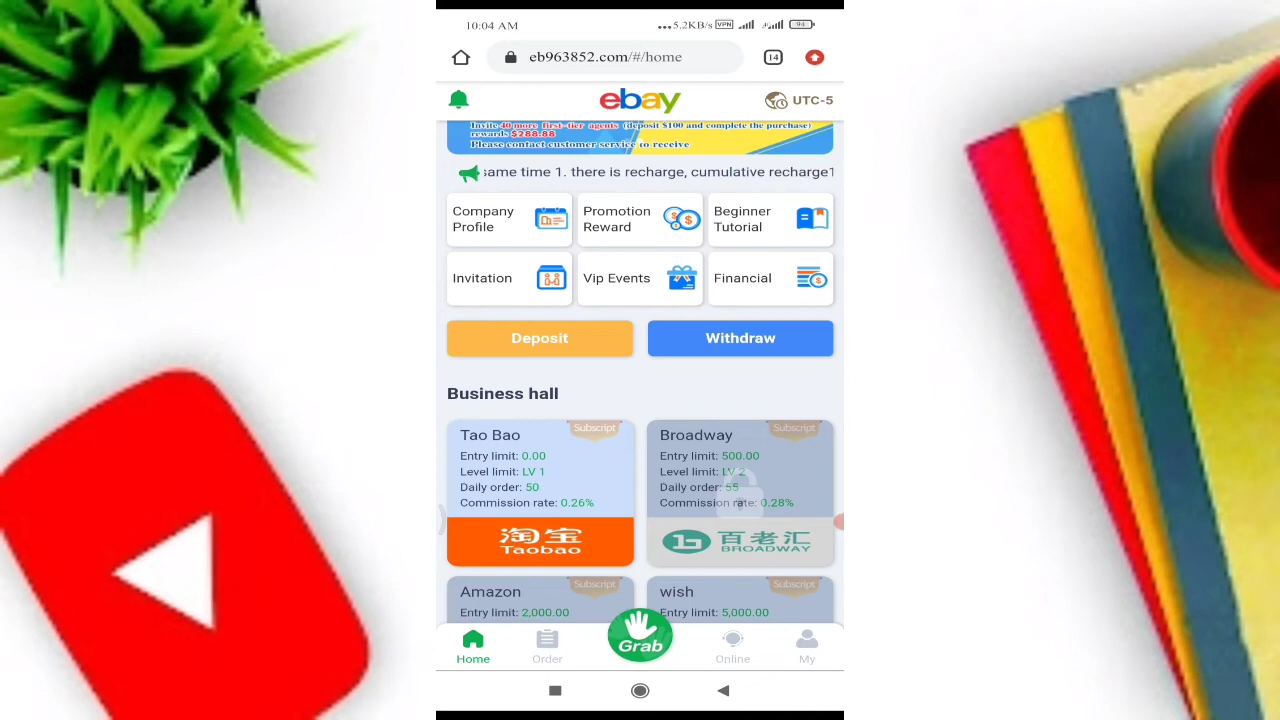 10:04 AM
5.2KB/s VPN 94
eb963852.com/#/home
14
ebay
UTC-5
Invite 40 more first-tier agents (deposit $100 and complete the purchase)
rewards $288.88
Please contact customer service to receive
same time 1. there is recharge, cumulative recharge1
Company
Profile
Promotion
Reward
Beginner
Tutorial
Invitation
Vip Events
Financial
Deposit
Withdraw
Business hall
Tao Bao
Subscript
Entry limit: 0.00
Level limit: LV 1
Daily order: 50
Commission rate: 0.26%
淘宝
Taobao
Broadway
Subscript
Entry limit: 500.00
Level limit: LV 2
Daily order: 55
Commission rate: 0.28%
百老汇
BROADWAY
Amazon
Subscript
Entry limit: 2,000.00
wish
Subscript
Entry limit: 5,000.00
Home
Order
Grab
Online
My